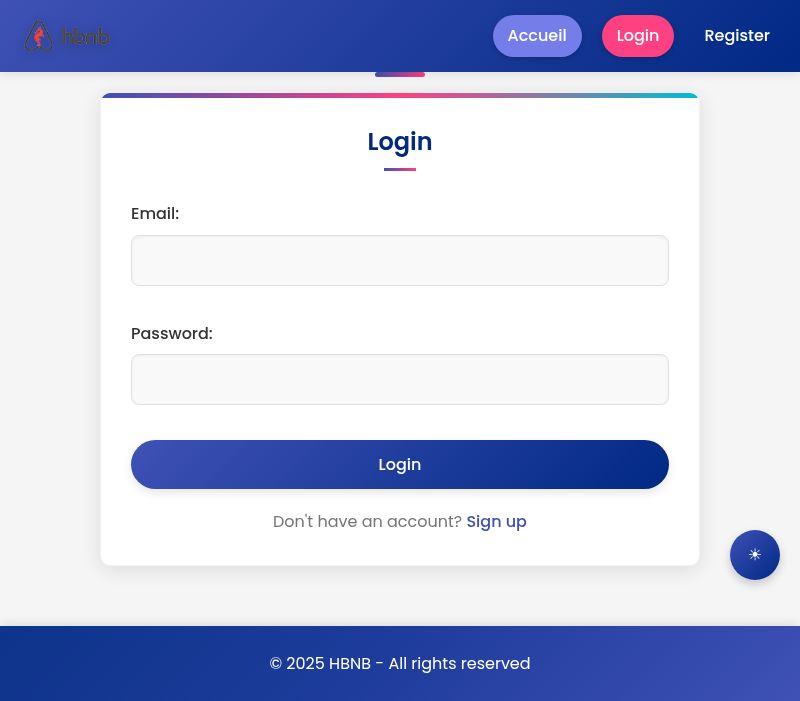 hbnb
Accueil
Login
Register
Login
Email:
Password:
Login
Don't have an account? Sign up
© 2025 HBNB - All rights reserved